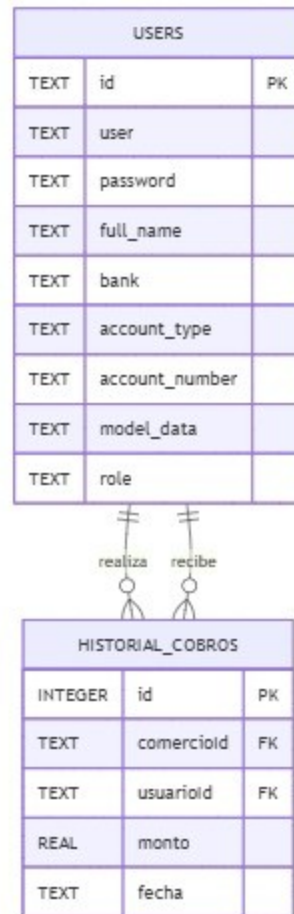 USERS
TEXT id PK
TEXT user
TEXT password
TEXT full_name
TEXT bank
TEXT account_type
TEXT account_number
TEXT model_data
TEXT role
realiza recibe
HISTORIAL_COBROS
INTEGER id PK
TEXT comercioId FK
TEXT usuarioId FK
REAL monto
TEXT fecha